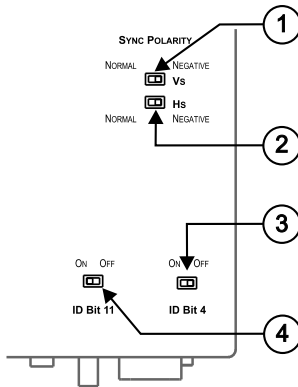 1
SYNC POLARITY
NORMAL NEGATIVE
VS
HS
NORMAL NEGATIVE
2
3
ON OFF ON OFF
ID Bit 11 ID Bit 4
4